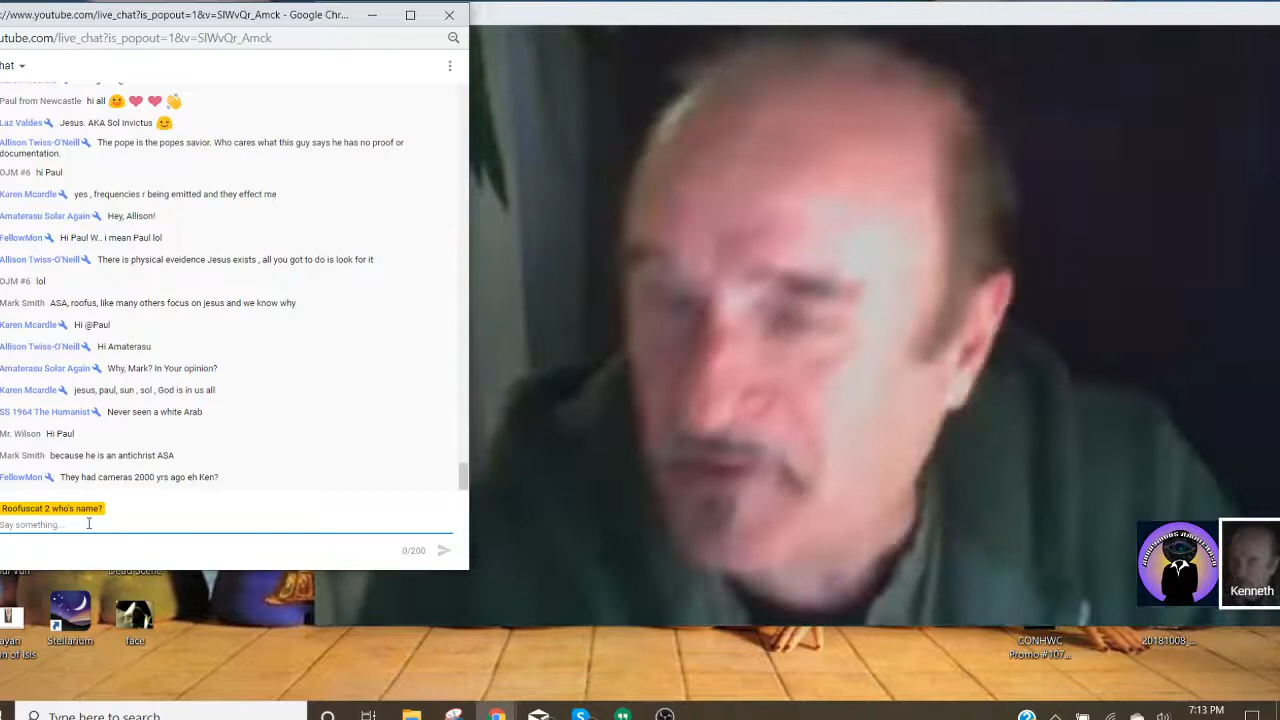 ://www.youtube.com/live_chat?is_popout=1&v=SlWvQr_Amck - Google Chr...
utube.com/live_chat?is_popout=1&v=SlWvQr_Amck
hat
Paul from Newcastle hi all
Laz Valdes Jesus. AKA Sol Invictus
Allison Twiss-O'Neill The pope is the popes savior. Who cares what this guy says he has no proof or
documentation.
OJM #6 hi Paul
Karen Mcardle yes , frequencies r being emitted and they effect me
Amaterasu Solar Again Hey, Allison!
FellowMon Hi Paul W.. i mean Paul lol
Allison Twiss-O'Neill There is physical eveidence Jesus exists , all you got to do is look for it
OJM #6 lol
Mark Smith ASA, roofus, like many others focus on jesus and we know why
Karen Mcardle Hi @Paul
Allison Twiss-O'Neill Hi Amaterasu
Amaterasu Solar Again Why, Mark? In Your opinion?
Karen Mcardle jesus, paul, sun , sol , God is in us all
SS 1964 The Humanist Never seen a white Arab
Mr. Wilson Hi Paul
Mark Smith because he is an antichrist ASA
FellowMon They had cameras 2000 yrs ago eh Ken?
Roofuscat 2 who's name?
Say something...
0/200
Kenneth
Dead Scene
ayan
on of Isis
Stellarium
face
CONHWC
Promo #107...
20181008_...
Type here to search
7:13 PM